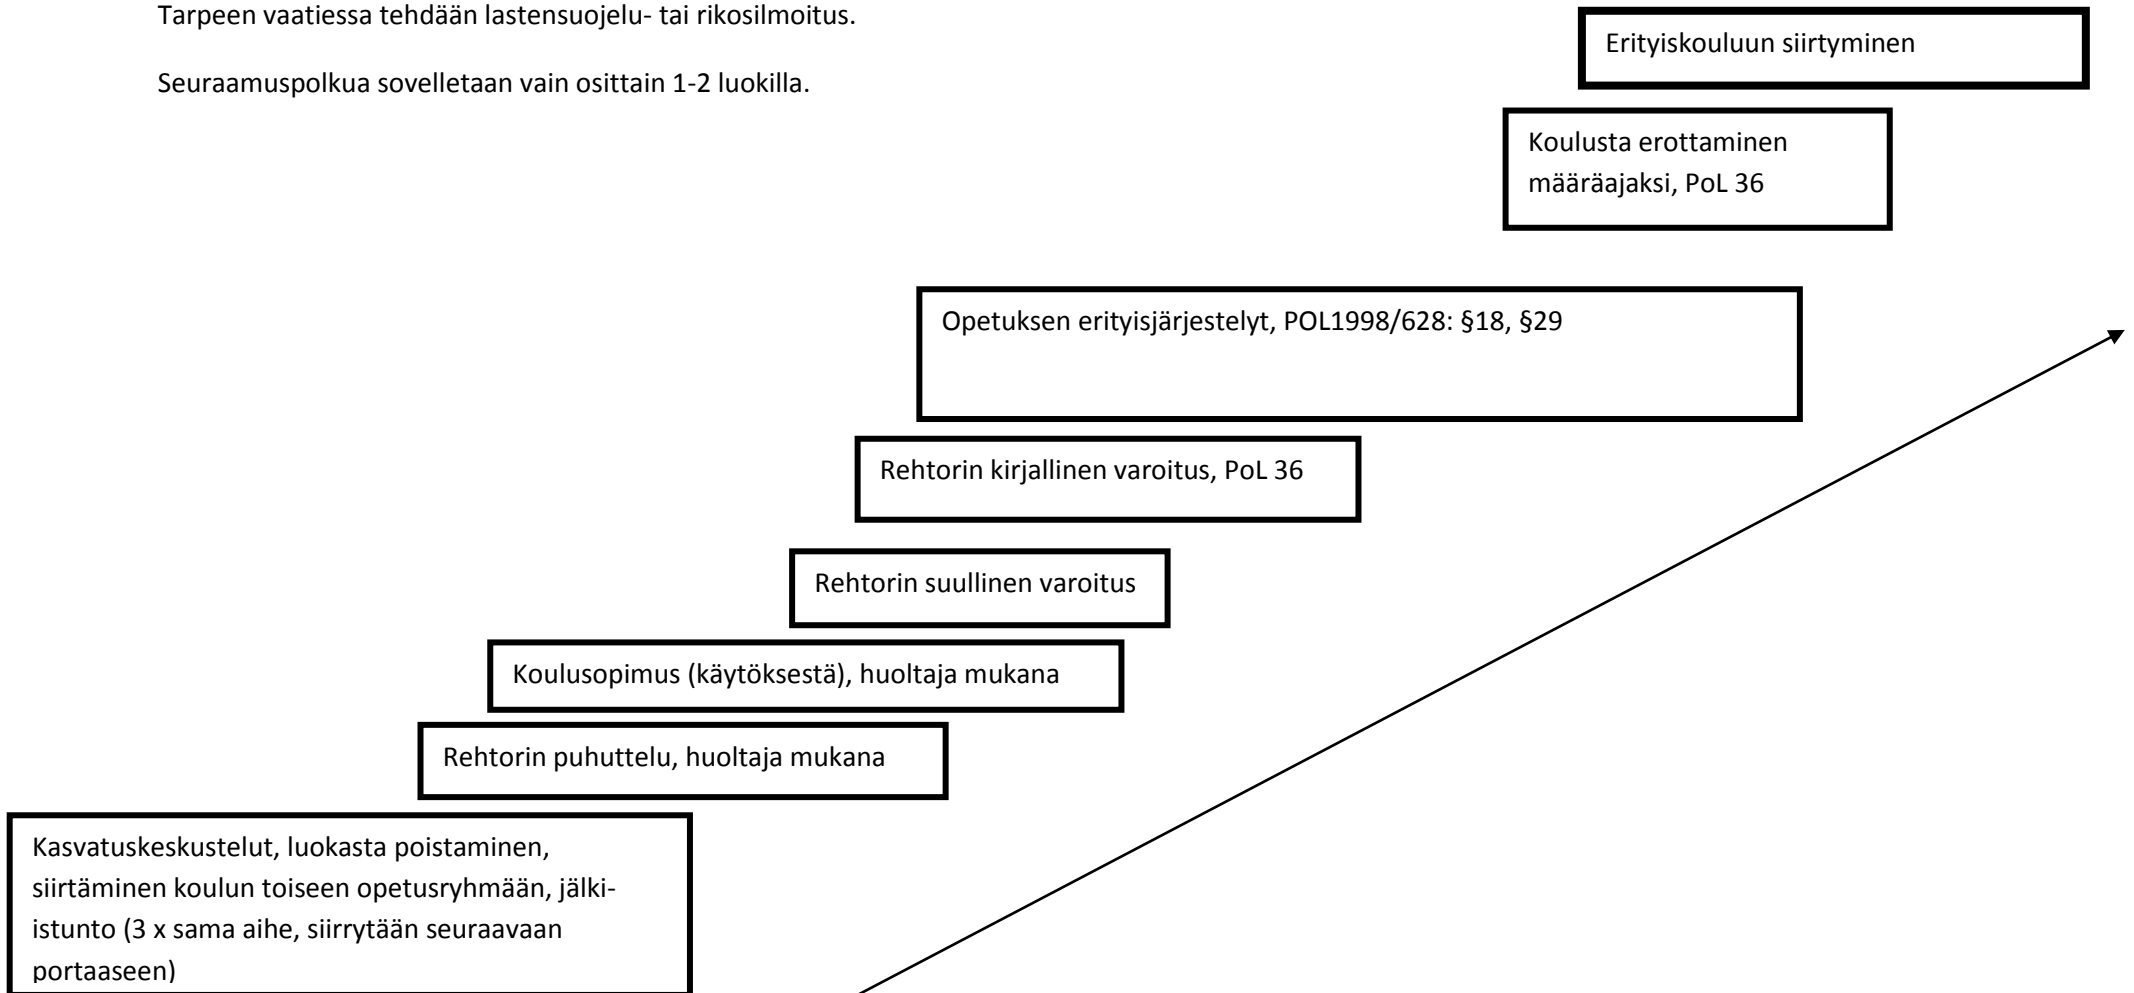 Tarpeen vaatiessa tehdään lastensuojelu- tai rikosilmoitus.
Seuraamuspolkua sovelletaan vain osittain 1-2 luokilla.
Erityiskouluun siirtyminen
Koulusta erottaminen
määräajaksi, PoL 36
Opetuksen erityisjärjestelyt, POL1998/628: §18, §29
Rehtorin kirjallinen varoitus, PoL 36
Rehtorin suullinen varoitus
Koulusopimus (käytöksestä), huoltaja mukana
Rehtorin puhuttelu, huoltaja mukana
Kasvatuskeskustelut, luokasta poistaminen,
siirtäminen koulun toiseen opetusryhmään, jälki-
istunto (3 x sama aihe, siirrytään seuraavaan
portaaseen)